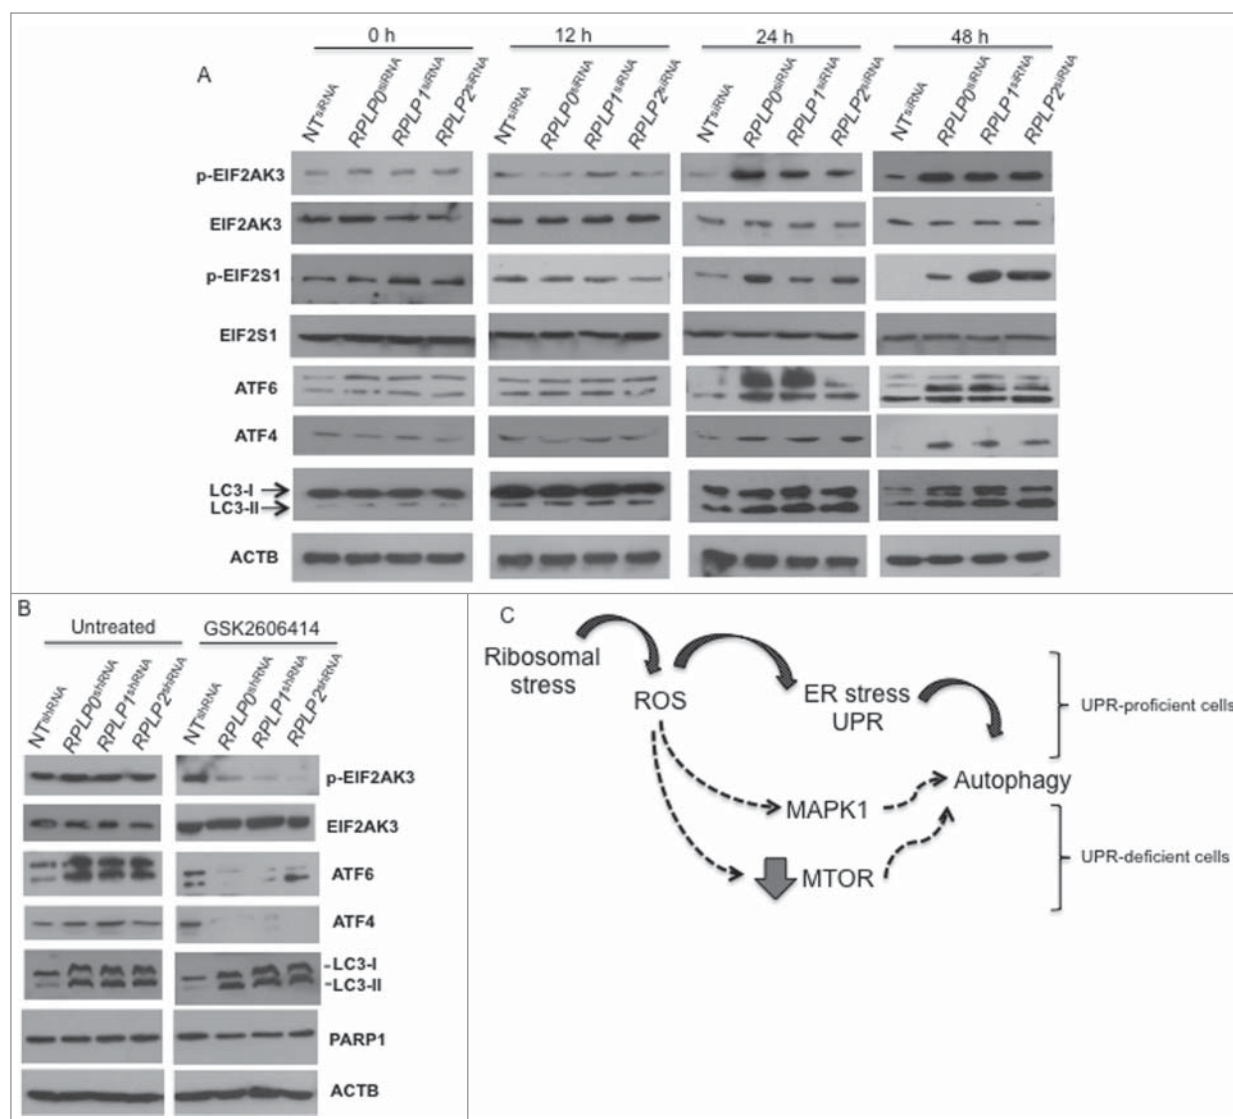 0 h 12 h 24 h 48 h
A
NTsiRNA RPLP0siRNA RPLP1siRNA RPLP2siRNA NTsiRNA RPLP0siRNA RPLP1siRNA RPLP2siRNA NTsiRNA RPLP0siRNA RPLP1siRNA RPLP2siRNA NTsiRNA RPLP0siRNA RPLP1siRNA RPLP2siRNA
p-EIF2AK3
EIF2AK3
p-EIF2S1
EIF2S1
ATF6
ATF4
LC3-I
LC3-II
ACTB
B
Untreated GSK2606414
NTshRNA RPLP0shRNA RPLP1shRNA RPLP2shRNA NTshRNA RPLP0shRNA RPLP1shRNA RPLP2shRNA
p-EIF2AK3
EIF2AK3
ATF6
ATF4
-LC3-I
-LC3-II
PARP1
ACTB
C
Ribosomal
stress
ROS
ER stress
UPR
UPR-proficient cells
Autophagy
MAPK1
MTOR
UPR-deficient cells